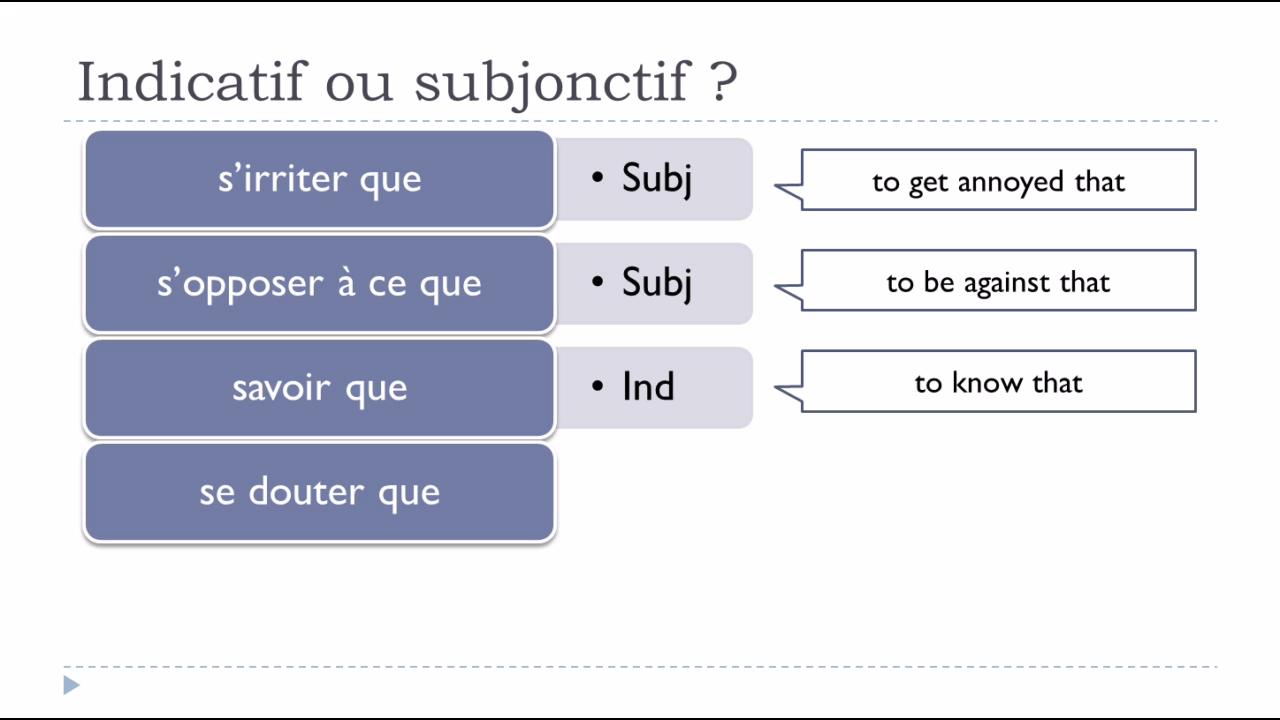 Indicatif ou subjonctif ?
s’irriter que
• Subj
to get annoyed that
s’opposer à ce que
• Subj
to be against that
savoir que
• Ind
to know that
se douter que